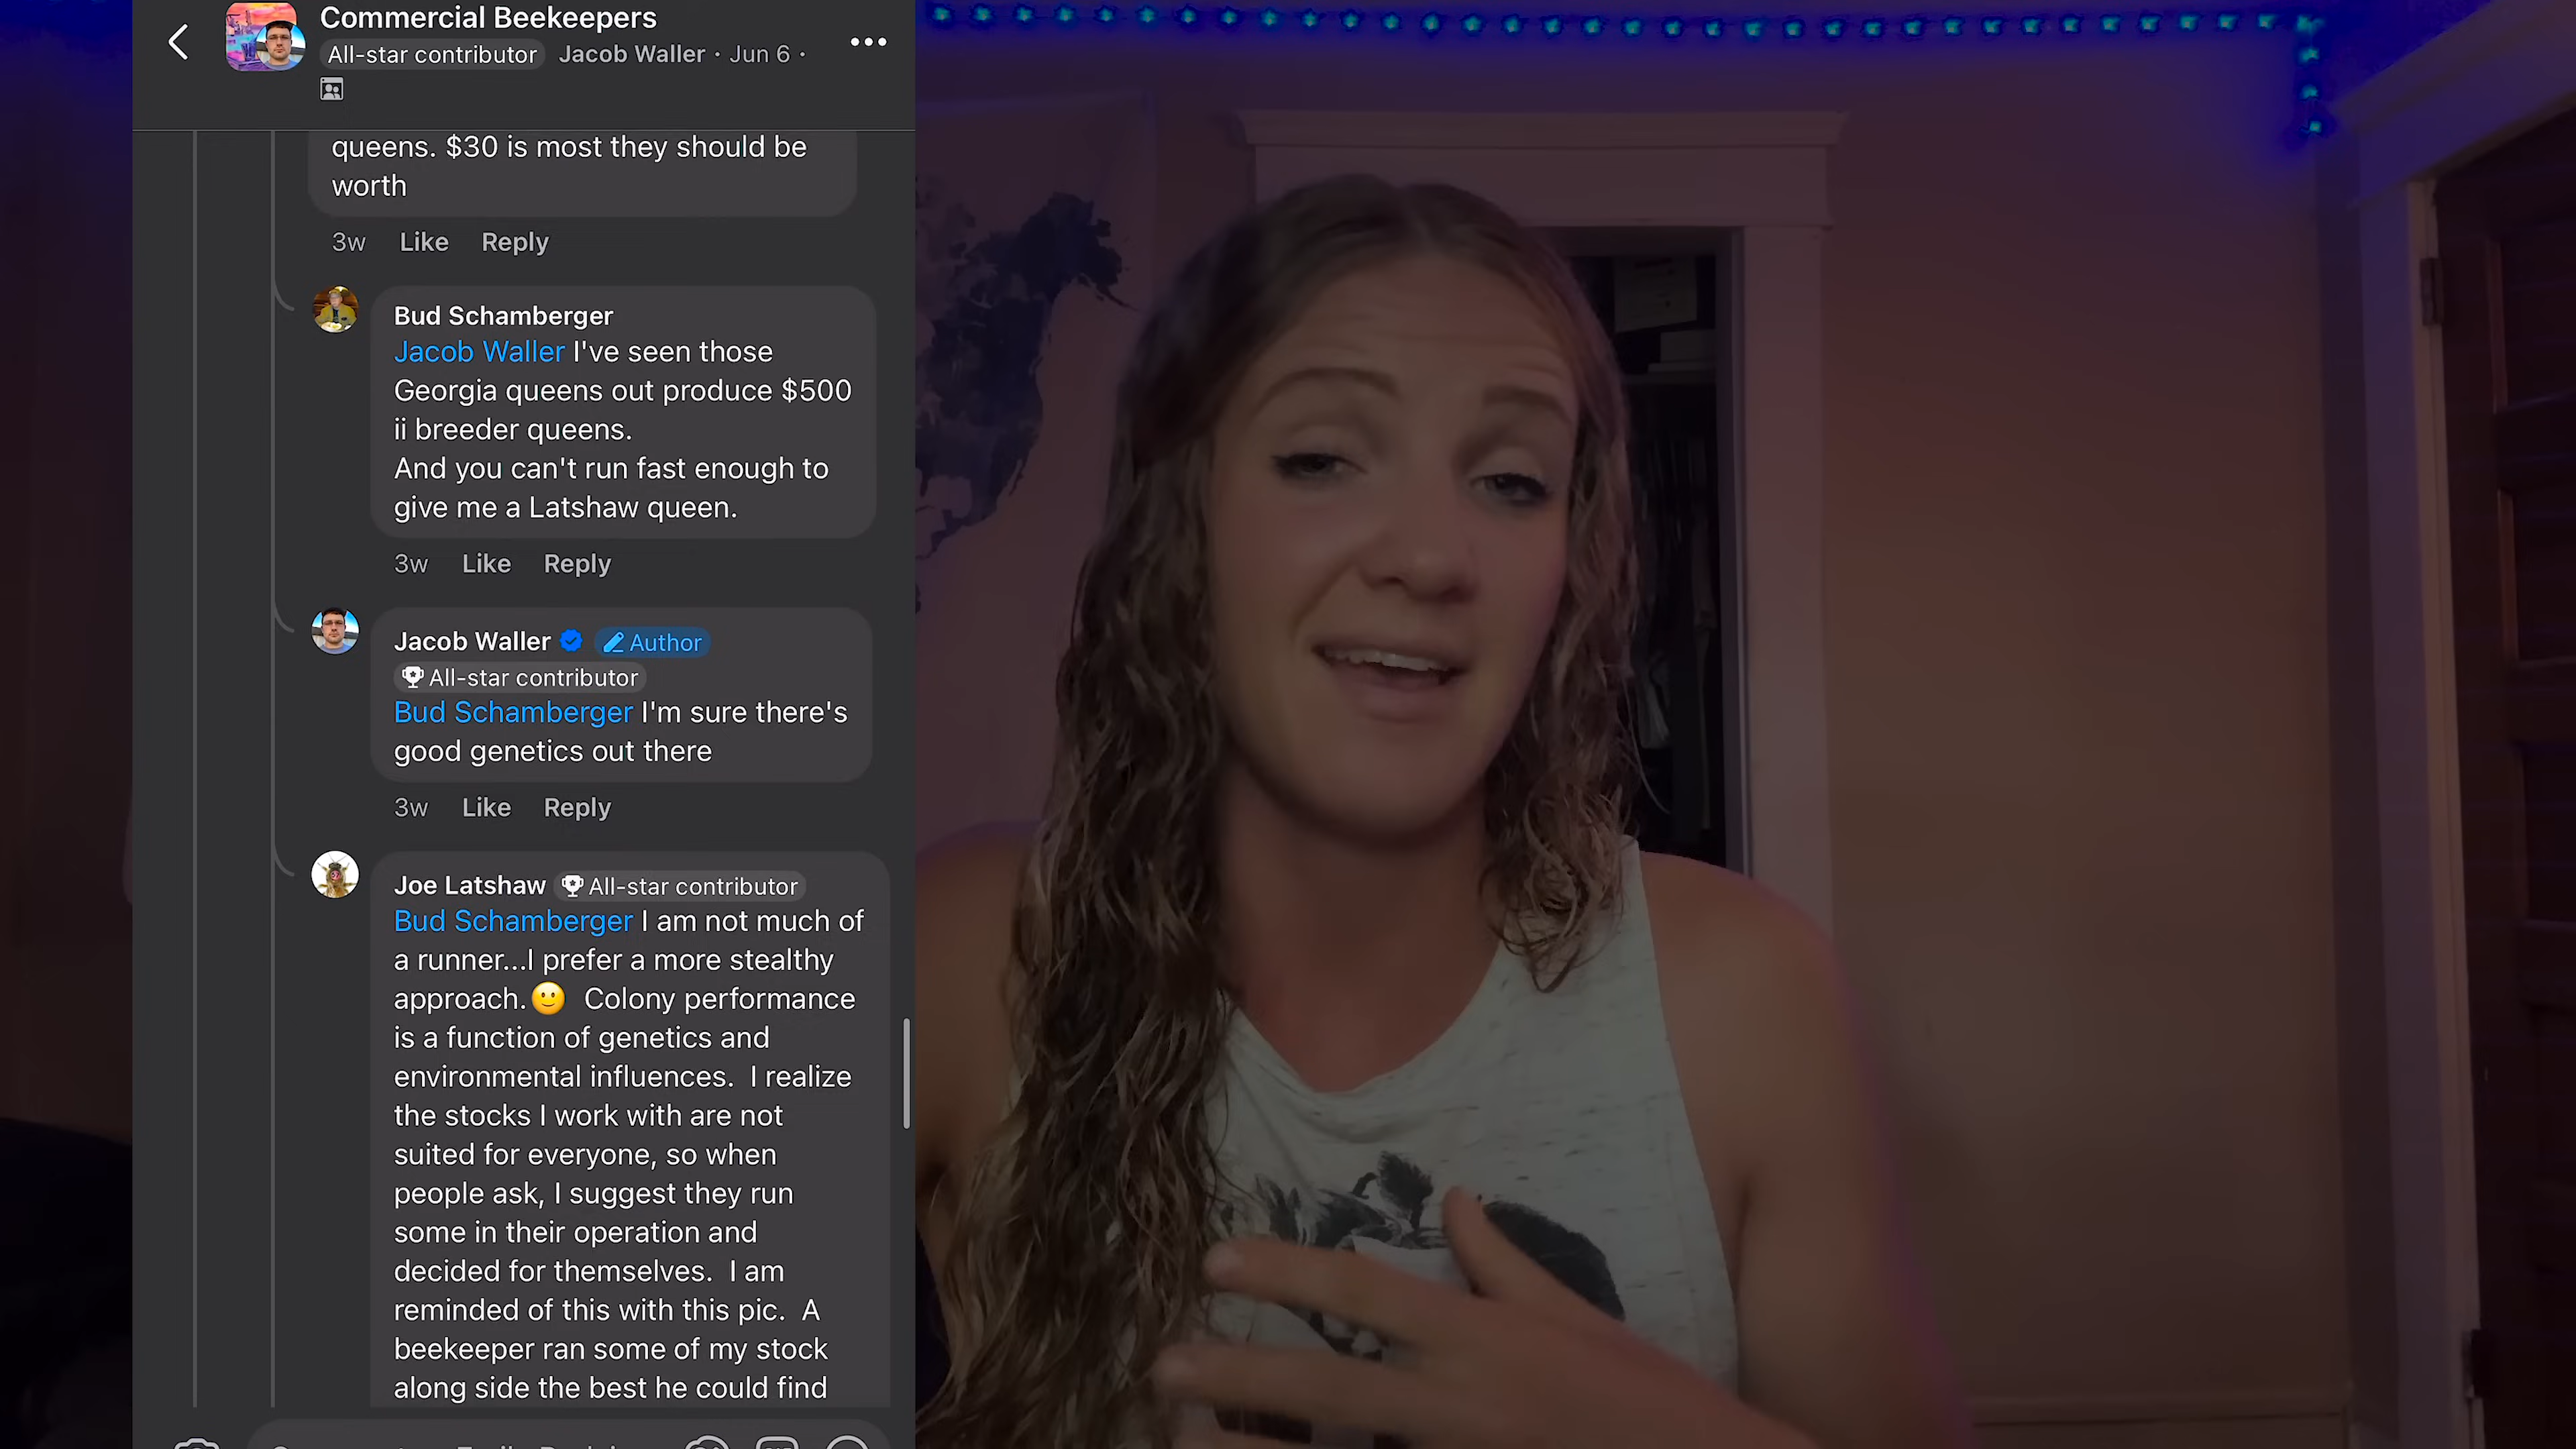 Commercial Beekeepers
All-star contributor Jacob Waller · Jun 6 ·
queens. $30 is most they should be
worth
3w Like Reply
Bud Schamberger
Jacob Waller I've seen those
Georgia queens out produce $500
ii breeder queens.
And you can't run fast enough to
give me a Latshaw queen.
3w Like Reply
Jacob Waller Author
All-star contributor
Bud Schamberger I'm sure there's
good genetics out there
3w Like Reply
Joe Latshaw All-star contributor
Bud Schamberger I am not much of
a runner...I prefer a more stealthy
approach.🙂 Colony performance
is a function of genetics and
environmental influences. I realize
the stocks I work with are not
suited for everyone, so when
people ask, I suggest they run
some in their operation and
decided for themselves. I am
reminded of this with this pic. A
beekeeper ran some of my stock
along side the best he could find